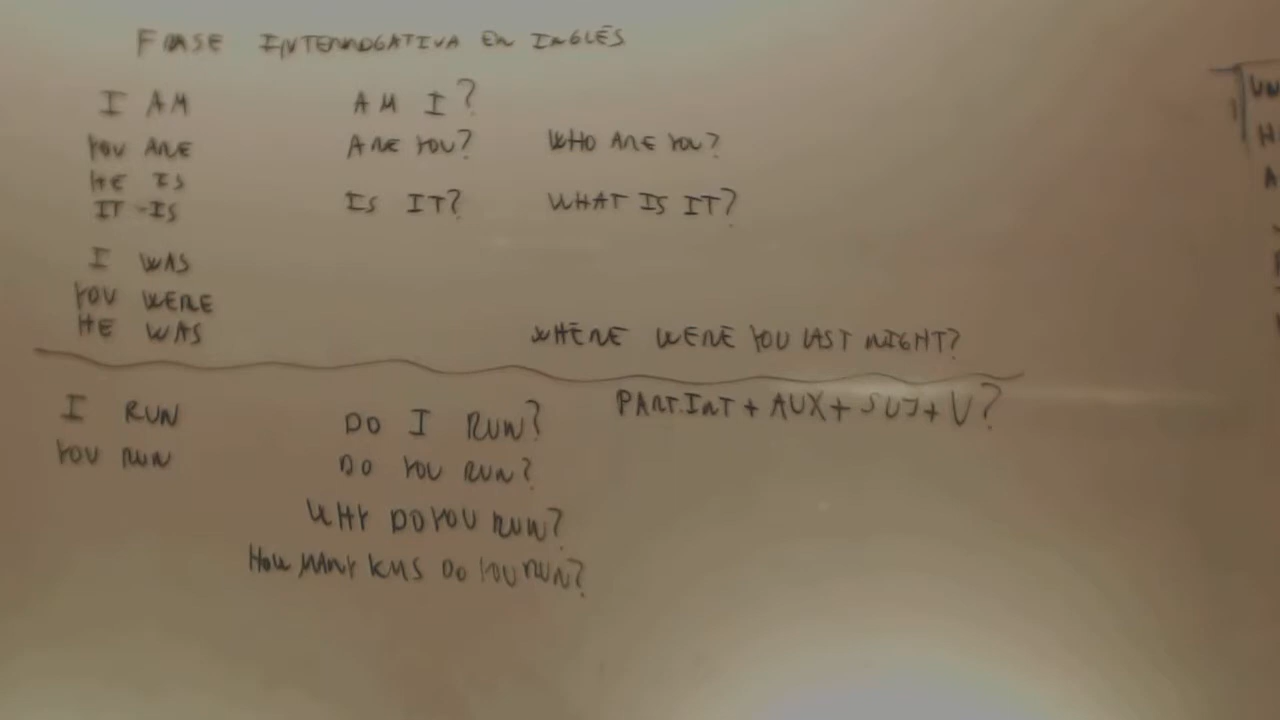 FRASE INTERROGATIVA EN INGLÉS
I AM AM I?
YOU ARE ARE YOU? WHO ARE YOU?
HE IS
IT IS IS IT? WHAT IS IT?
I WAS
YOU WERE
HE WAS WHERE WERE YOU LAST NIGHT?
I RUN DO I RUN? PART.INT + AUX + SUJ + V?
YOU RUN DO YOU RUN?
WHY DO YOU RUN?
HOW MANY KMS DO YOU RUN?